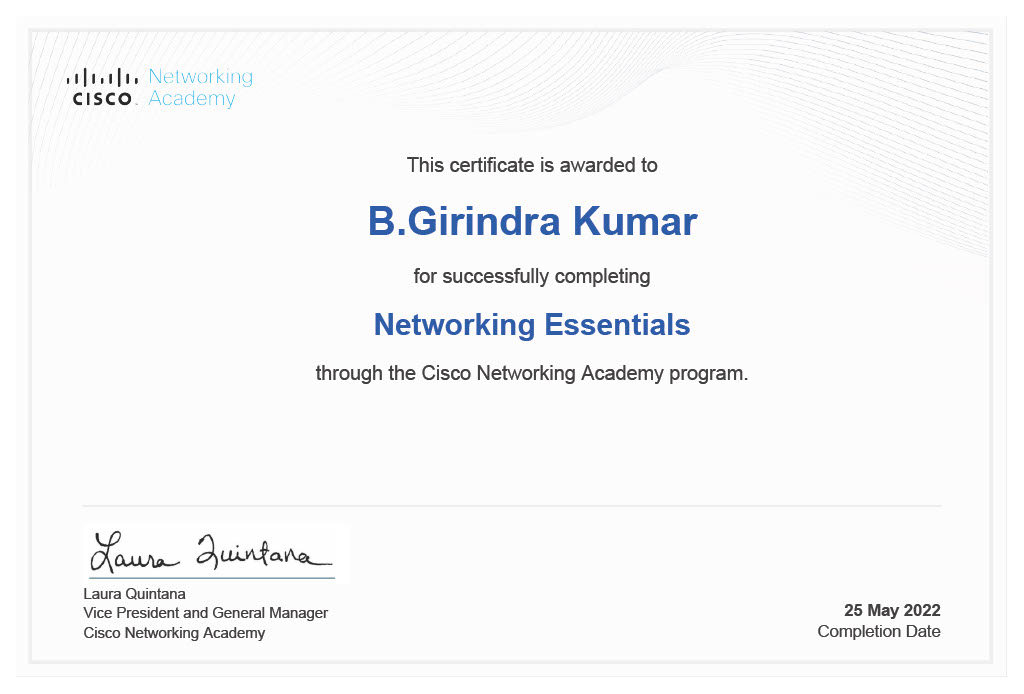 Networking
CISCO. Academy
This certificate is awarded to
B.Girindra Kumar
for successfully completing
Networking Essentials
through the Cisco Networking Academy program.
Laura Quintana
Laura Quintana
Vice President and General Manager
Cisco Networking Academy
25 May 2022
Completion Date